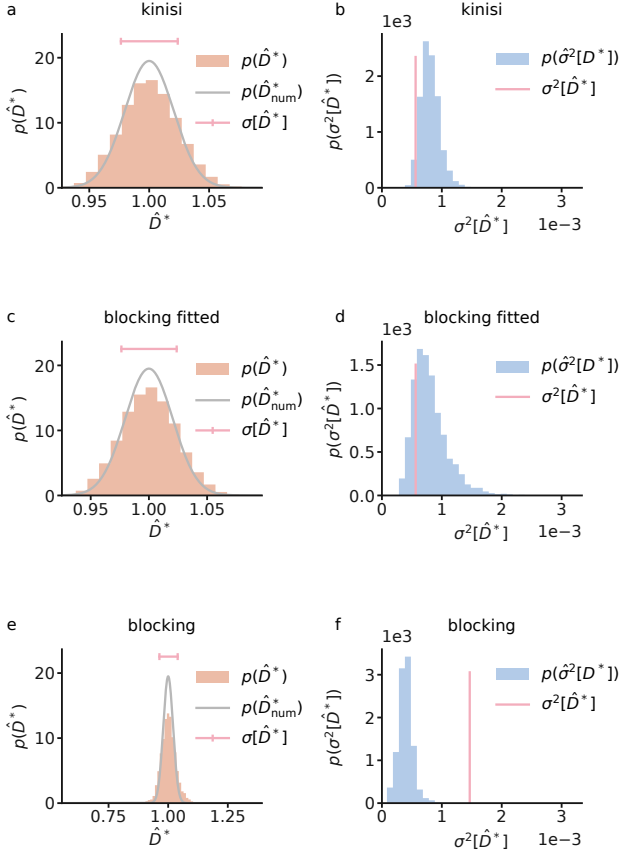 a
kinisi
p(D̂*)
20
10
0
0.95
1.00
1.05
D̂*
p(D̂*)
p(D̂*num)
σ[D̂*]
b
kinisi
1e3
p(σ²[D̂*])
2
1
0
0
1
2
3
σ²[D̂*]
1e−3
p(σ̂²[D*])
σ²[D̂*]
c
blocking fitted
p(D̂*)
20
10
0
0.95
1.00
1.05
D̂*
p(D̂*)
p(D̂*num)
σ[D̂*]
d
blocking fitted
1e3
p(σ²[D̂*])
1.5
1.0
0.5
0.0
0
1
2
3
σ²[D̂*]
1e−3
p(σ̂²[D*])
σ²[D̂*]
e
blocking
p(D̂*)
20
10
0
0.75
1.00
1.25
D̂*
p(D̂*)
p(D̂*num)
σ[D̂*]
f
blocking
1e3
p(σ²[D̂*])
3
2
1
0
0
1
2
3
σ²[D̂*]
1e−3
p(σ̂²[D*])
σ²[D̂*]